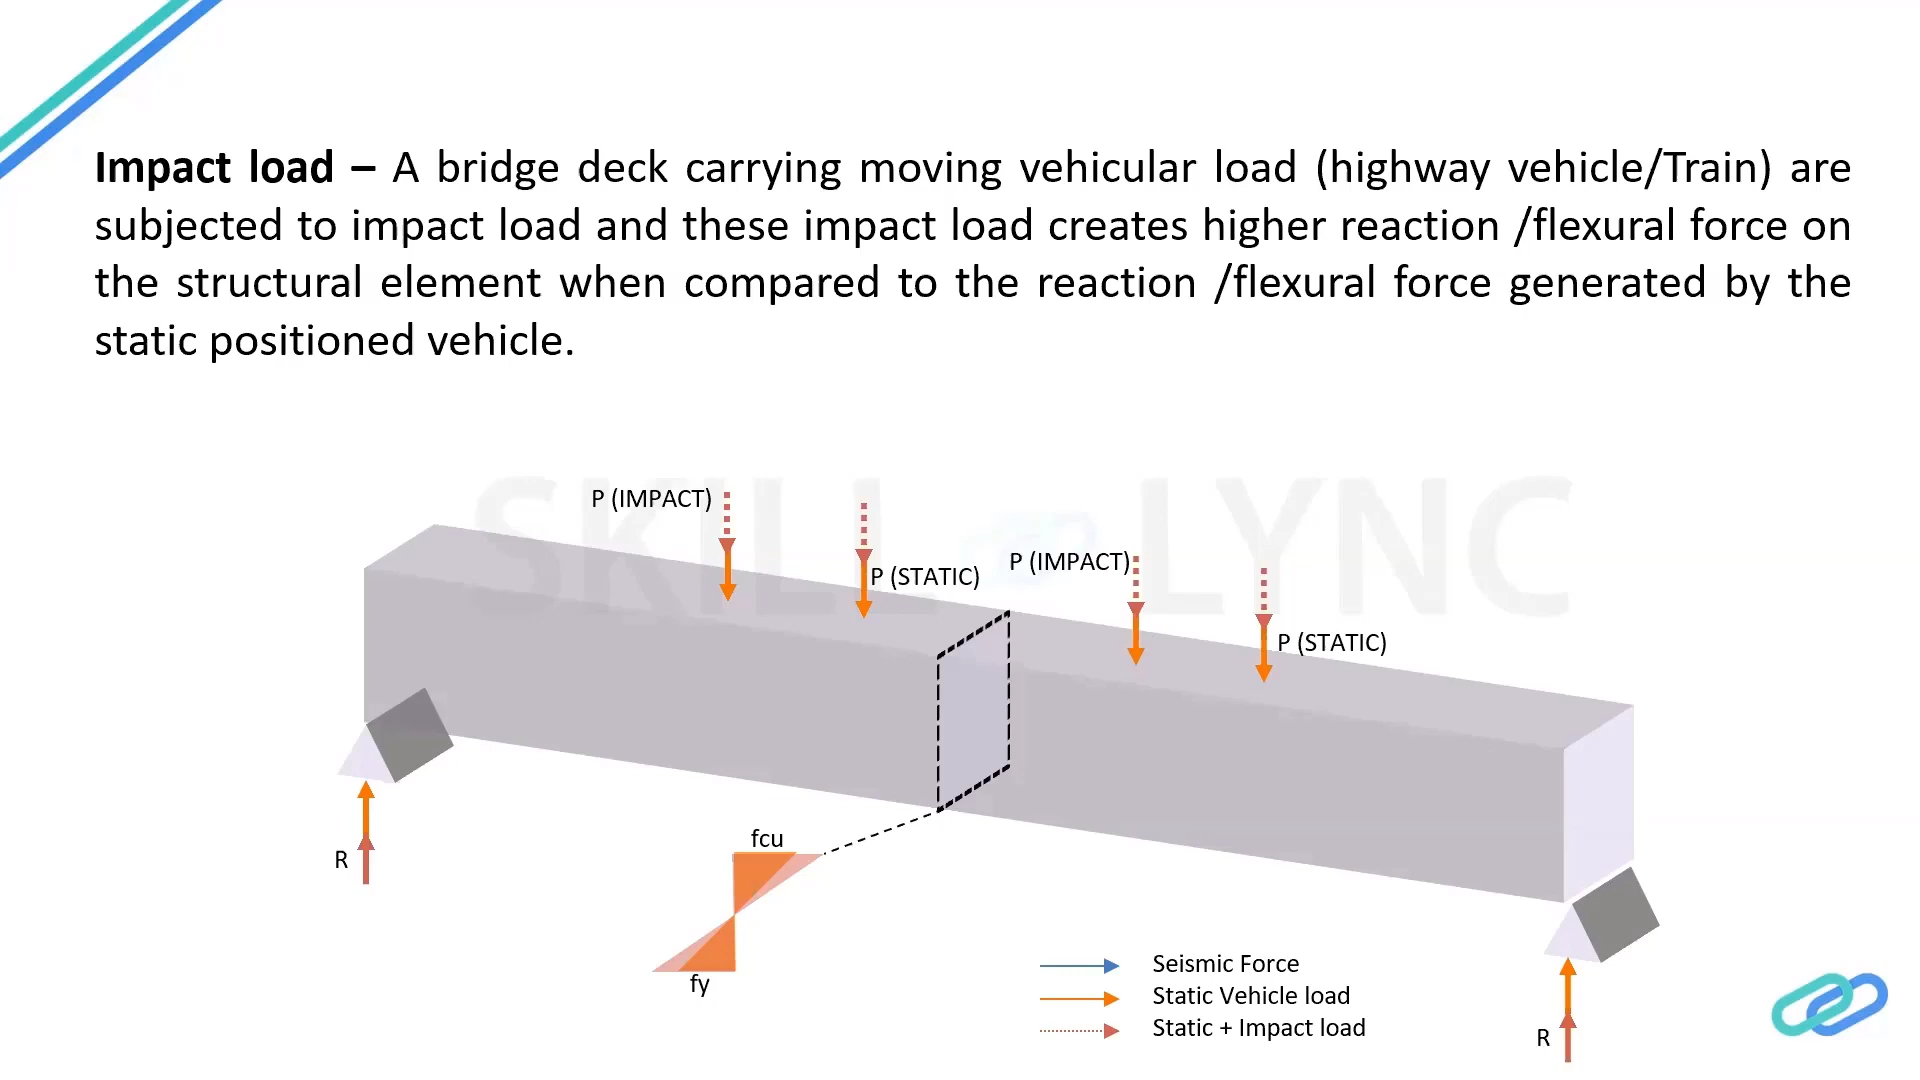 Impact load – A bridge deck carrying moving vehicular load (highway vehicle/Train) are
subjected to impact load and these impact load creates higher reaction /flexural force on
the structural element when compared to the reaction /flexural force generated by the
static positioned vehicle.
SKILL LYNC
P (IMPACT)
P (STATIC)
P (IMPACT)
P (STATIC)
fcu
R
fy
Seismic Force
Static Vehicle load
Static + Impact load
R